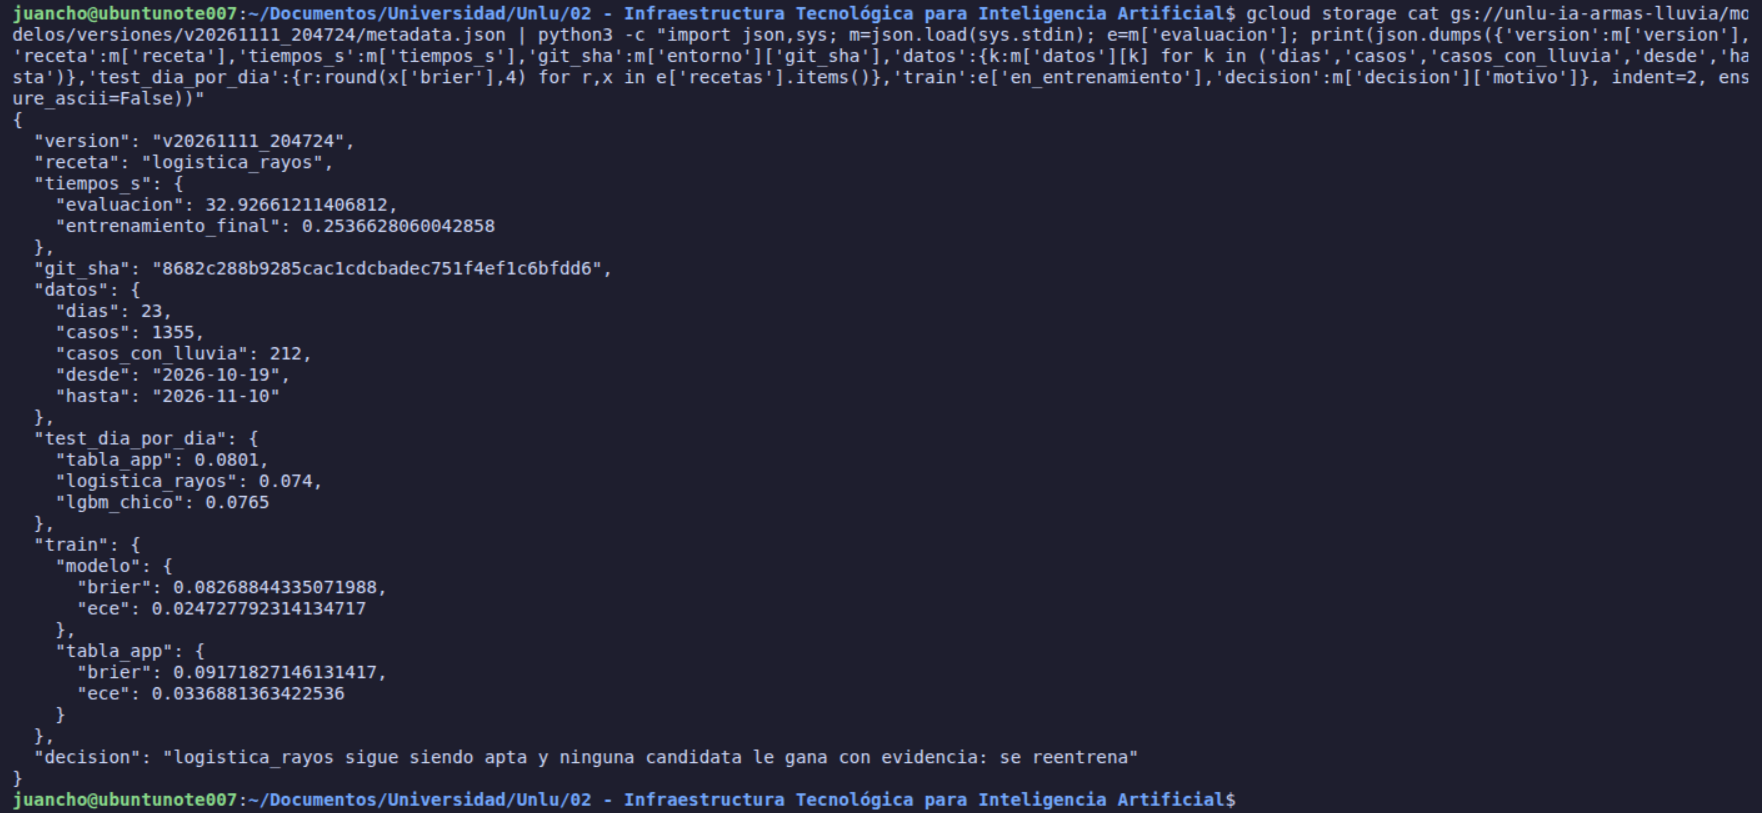 juancho@ubuntunote007:~/Documentos/Universidad/Unlu/02 - Infraestructura Tecnológica para Inteligencia Artificial$ gcloud storage cat gs://unlu-ia-armas-lluvia/mo
delos/versiones/v20261111_204724/metadata.json | python3 -c "import json,sys; m=json.load(sys.stdin); e=m['evaluacion']; print(json.dumps({'version':m['version'],
'receta':m['receta'],'tiempos_s':m['tiempos_s'],'git_sha':m['entorno']['git_sha'],'datos':{k:m['datos'][k] for k in ('dias','casos','casos_con_lluvia','desde','ha
sta')},'test_dia_por_dia':{r:round(x['brier'],4) for r,x in e['recetas'].items()},'train':e['en_entrenamiento'],'decision':m['decision']['motivo']}, indent=2, ens
ure_ascii=False))"
{
  "version": "v20261111_204724",
  "receta": "logistica_rayos",
  "tiempos_s": {
    "evaluacion": 32.92661211406812,
    "entrenamiento_final": 0.2536628060042858
  },
  "git_sha": "8682c288b9285cac1cdcbadec751f4ef1c6bfdd6",
  "datos": {
    "dias": 23,
    "casos": 1355,
    "casos_con_lluvia": 212,
    "desde": "2026-10-19",
    "hasta": "2026-11-10"
  },
  "test_dia_por_dia": {
    "tabla_app": 0.0801,
    "logistica_rayos": 0.074,
    "lgbm_chico": 0.0765
  },
  "train": {
    "modelo": {
      "brier": 0.08268844335071988,
      "ece": 0.024727792314134717
    },
    "tabla_app": {
      "brier": 0.09171827146131417,
      "ece": 0.0336881363422536
    }
  },
  "decision": "logistica_rayos sigue siendo apta y ninguna candidata le gana con evidencia: se reentrena"
}
juancho@ubuntunote007:~/Documentos/Universidad/Unlu/02 - Infraestructura Tecnológica para Inteligencia Artificial$